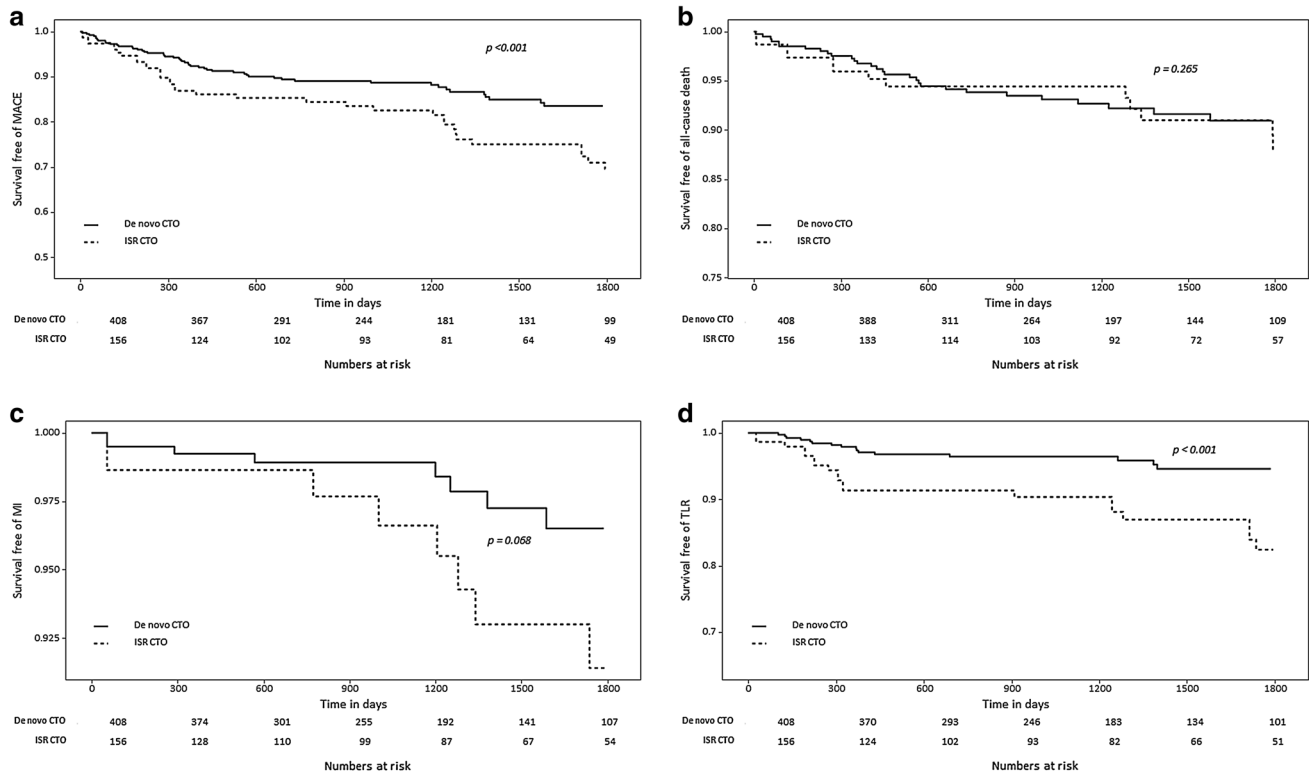 a
Survival free of MACE
1.0
0.9
0.8
0.7
0.6
0.5
p <0.001
De novo CTO
ISR CTO
0 300 600 900 1200 1500 1800
Time in days
De novo CTO 408 367 291 244 181 131 99
ISR CTO 156 124 102 93 81 64 49
Numbers at risk
b
Survival free of all-cause death
1.00
0.95
0.90
0.85
0.80
0.75
p = 0.265
De novo CTO
ISR CTO
0 300 600 900 1200 1500 1800
Time in days
De novo CTO 408 388 311 264 197 144 109
ISR CTO 156 133 114 103 92 72 57
Numbers at risk
c
Survival free of MI
1.000
0.975
0.950
0.925
p = 0.068
De novo CTO
ISR CTO
0 300 600 900 1200 1500 1800
Time in days
De novo CTO 408 374 301 255 192 141 107
ISR CTO 156 128 110 99 87 67 54
Numbers at risk
d
Survival free of TLR
1.0
0.9
0.8
0.7
p < 0.001
De novo CTO
ISR CTO
0 300 600 900 1200 1500 1800
Time in days
De novo CTO 408 370 293 246 183 134 101
ISR CTO 156 124 102 93 82 66 51
Numbers at risk